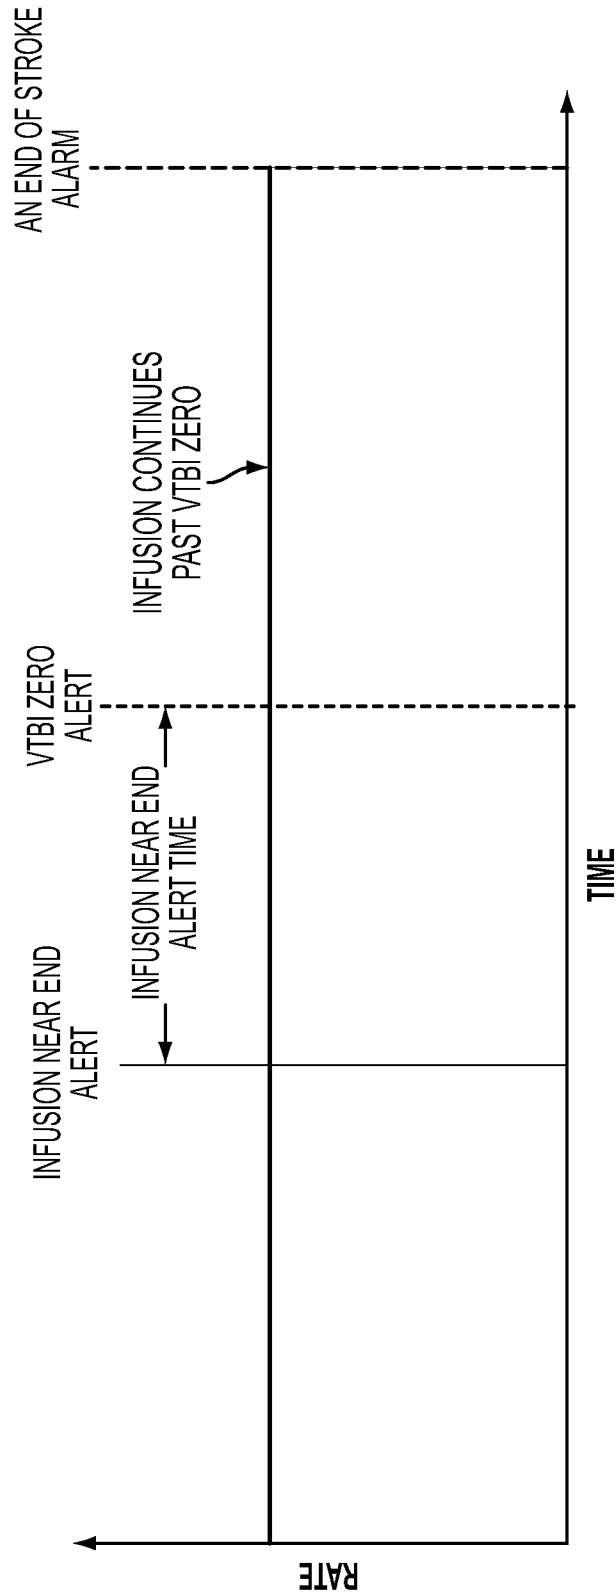 AN END OF STROKE
ALARM
INFUSION CONTINUES
PAST VTBI ZERO
VTBI ZERO
ALERT
INFUSION NEAR END
ALERT TIME
INFUSION NEAR END
ALERT
TIME
RATE